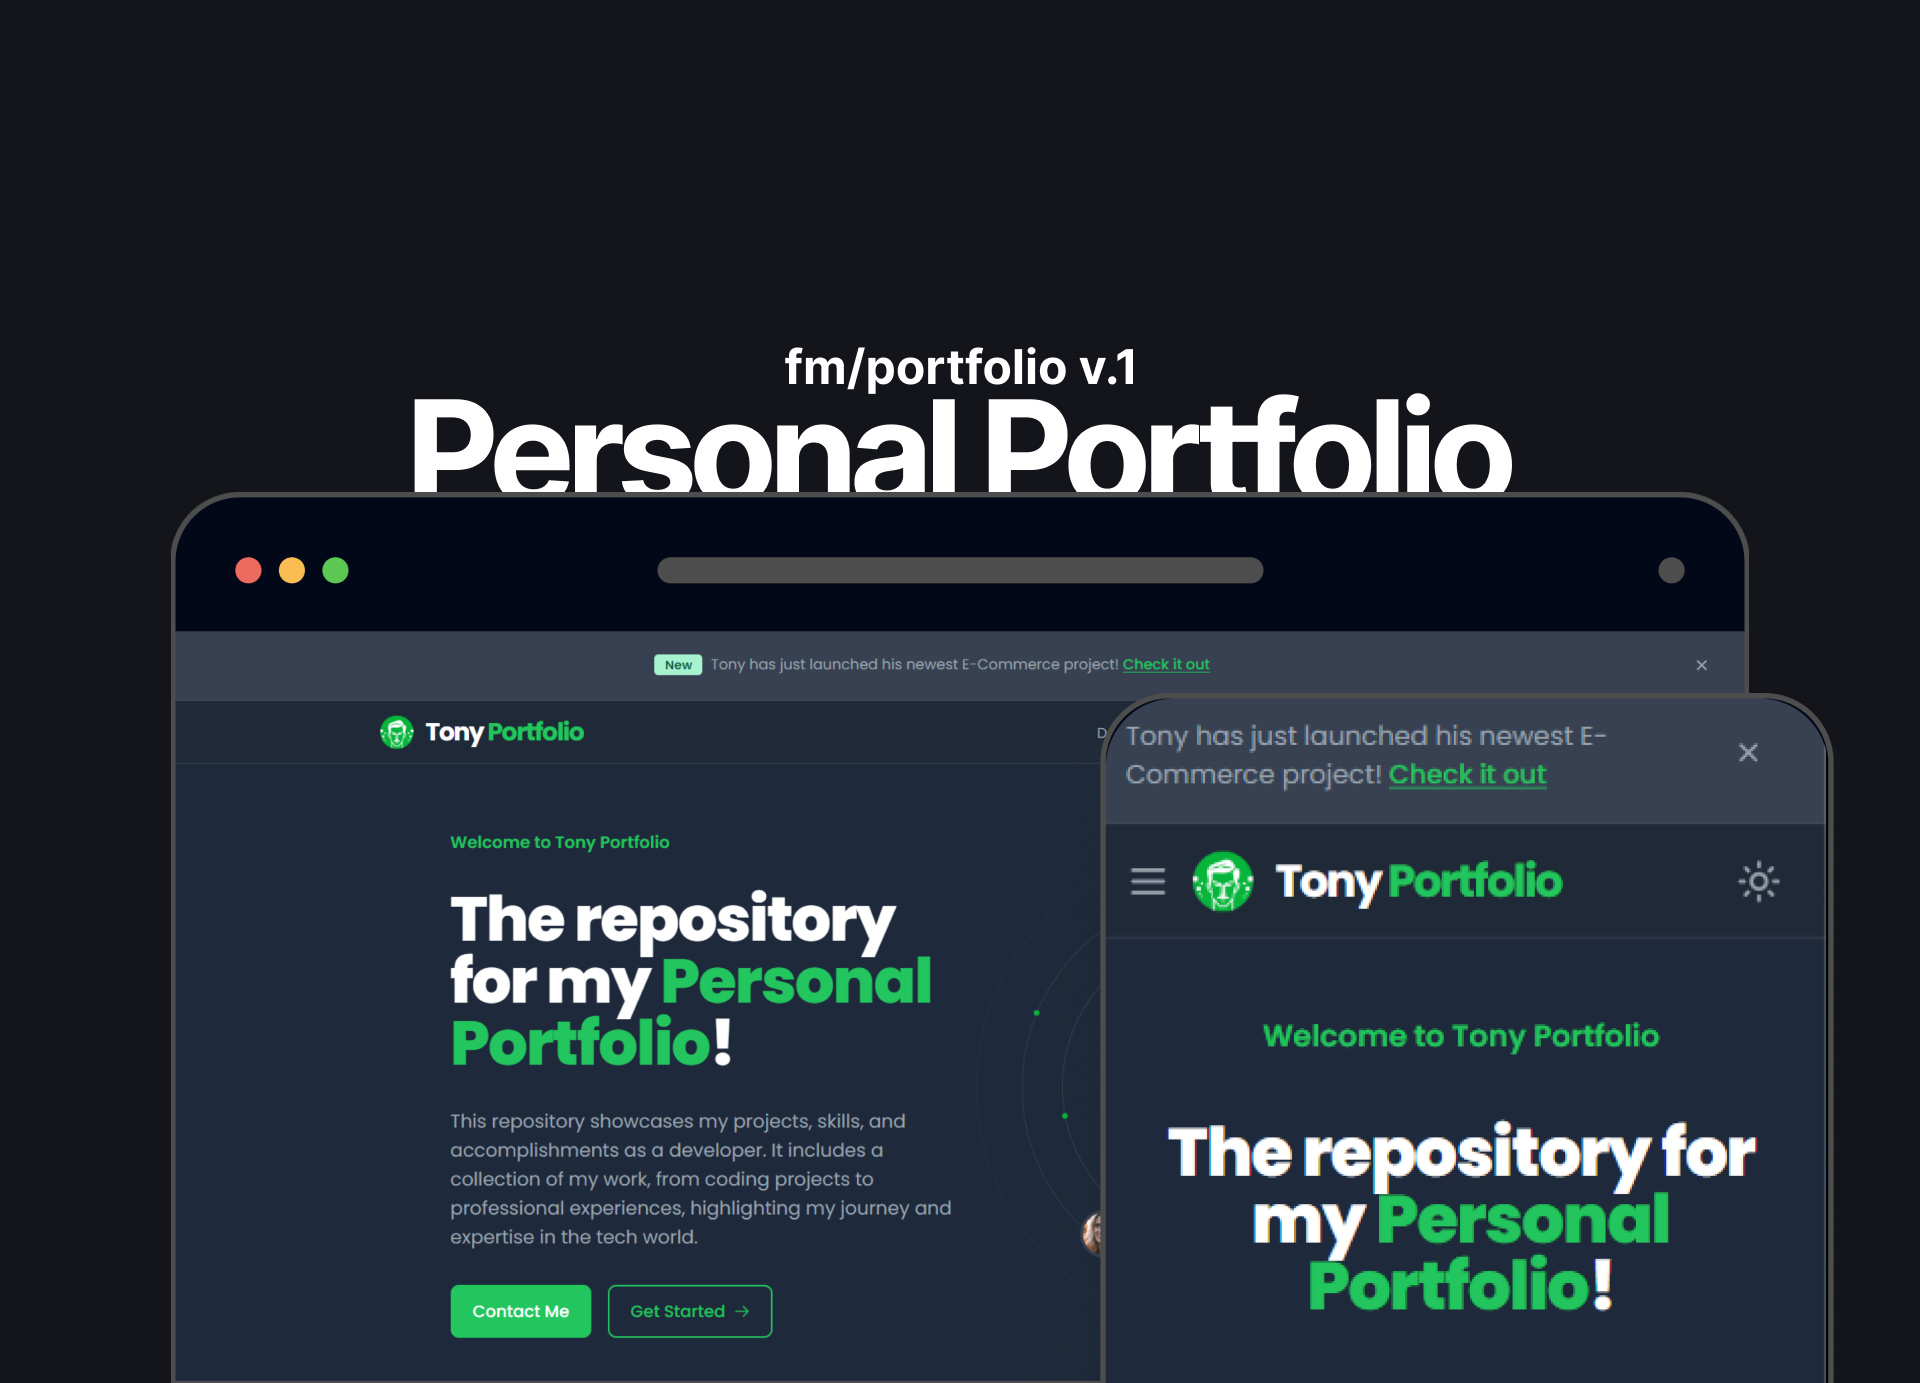 fm/portfolio v.1
Personal Portfolio
New Tony has just launched his newest E-Commerce project! Check it out
Tony Portfolio
D
Welcome to Tony Portfolio
The repository
for my Personal
Portfolio!
This repository showcases my projects, skills, and
accomplishments as a developer. It includes a
collection of my work, from coding projects to
professional experiences, highlighting my journey and
expertise in the tech world.
Contact Me
Get Started →
Tony has just launched his newest E-
Commerce project! Check it out
Tony Portfolio
Welcome to Tony Portfolio
The repository for
my Personal
Portfolio!